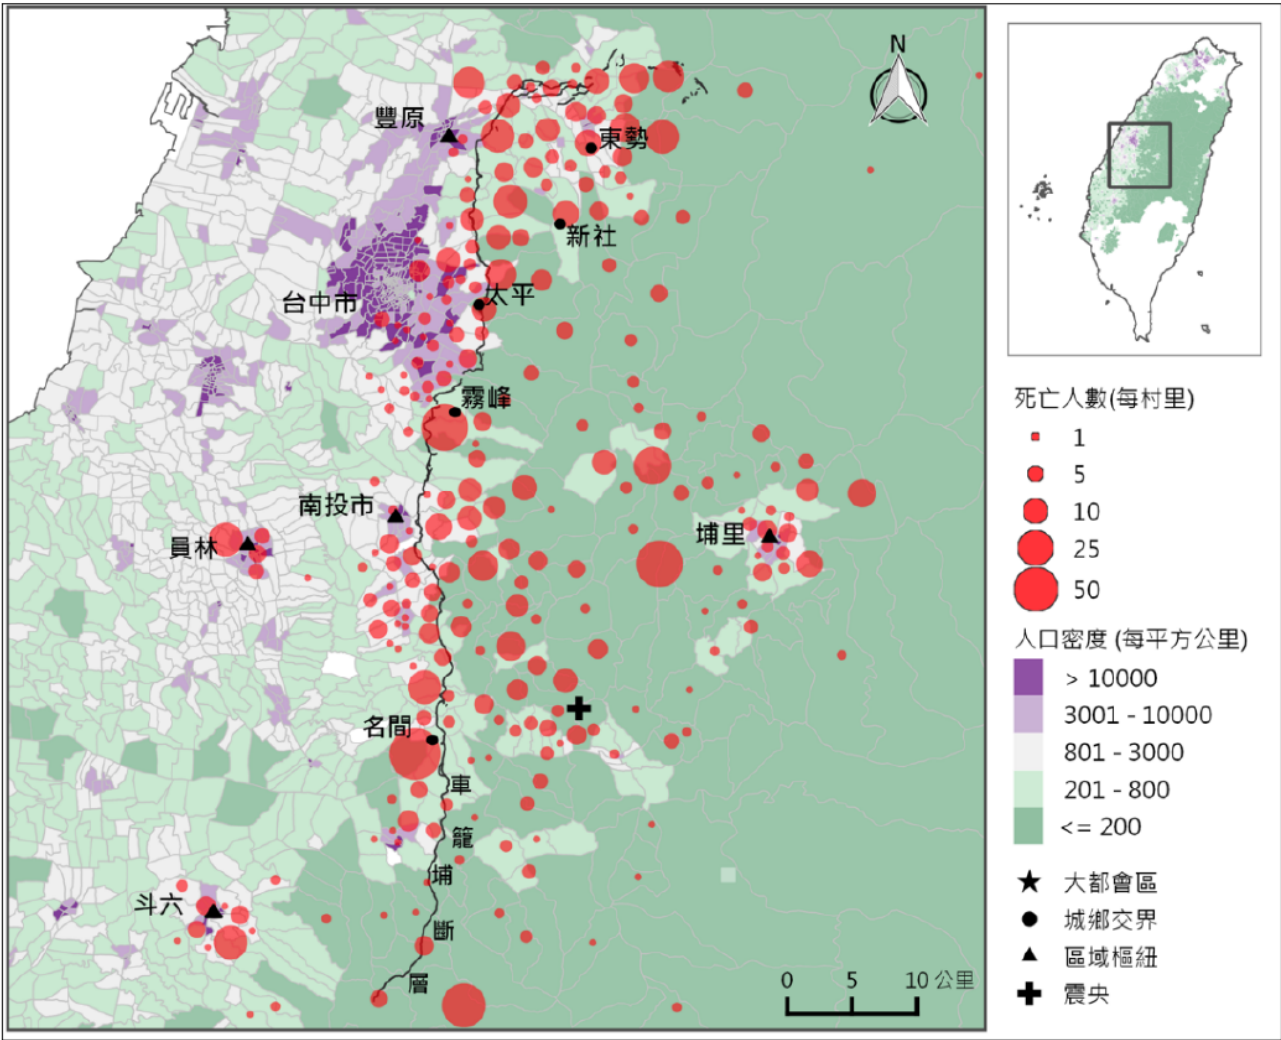 N
豐原
東勢
新社
台中市
太平
霧峰
南投市
員林
埔里
名間
車
籠
埔
斷
層
斗六
0 5 10 公里
死亡人數(每村里)
1
5
10
25
50
人口密度 (每平方公里)
> 10000
3001 - 10000
801 - 3000
201 - 800
<= 200
大都會區
城鄉交界
區域樞紐
震央